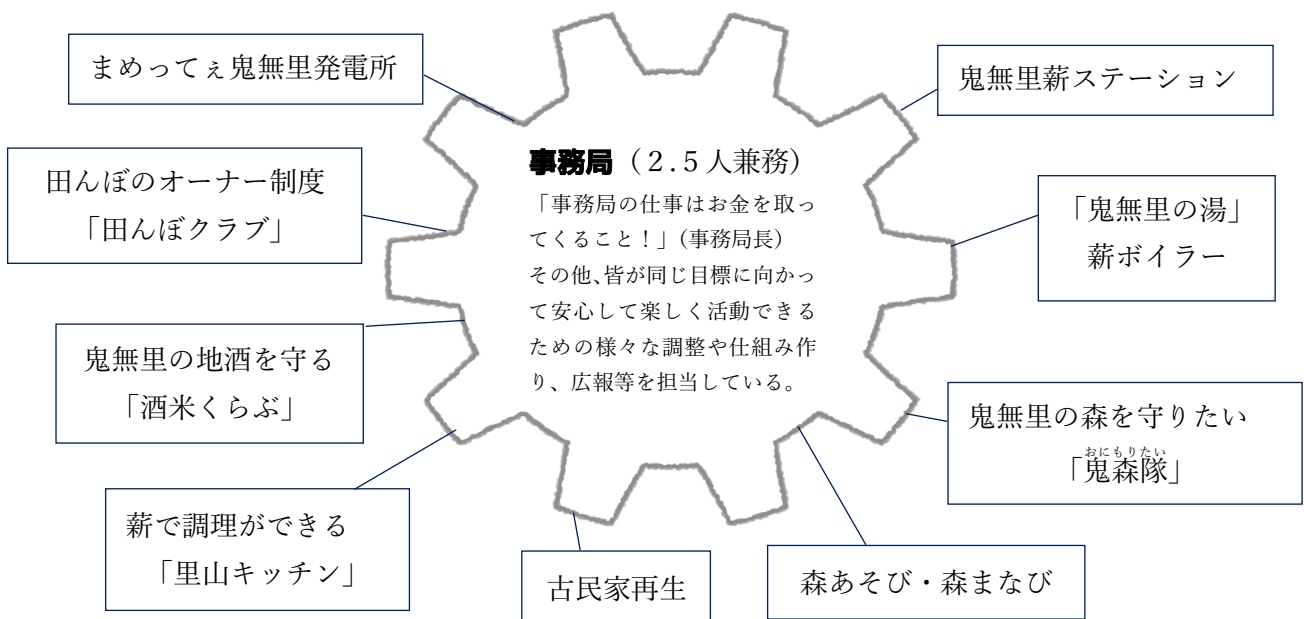 まめってぇ鬼無里発電所
鬼無里薪ステーション
事務局（２.５人兼務）
「事務局の仕事はお金を取っ
てくること！」（事務局長）
その他、皆が同じ目標に向かっ
て安心して楽しく活動できる
ための様々な調整や仕組み作
り、広報等を担当している。
田んぼのオーナー制度
「田んぼクラブ」
「鬼無里の湯」
薪ボイラー
鬼無里の地酒を守る
「酒米くらぶ」
鬼無里の森を守りたい
おにもりたい
「鬼森隊」
薪で調理ができる
「里山キッチン」
古民家再生
森あそび・森まなび